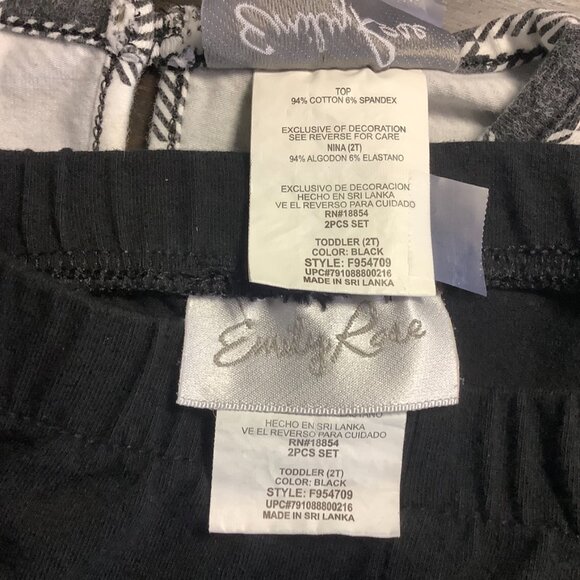 Emily Rose
TOP
94% COTTON 6% SPANDEX
EXCLUSIVE OF DECORATION
SEE REVERSE FOR CARE
NINA (2T)
94% ALGODON 6% ELASTANO
EXCLUSIVO DE DECORACION
HECHO EN SRI LANKA
VE EL REVERSO PARA CUIDADO
RN#18854
2PCS SET
TODDLER (2T)
COLOR: BLACK
STYLE: F954709
UPC#791088800216
MADE IN SRI LANKA
Emily Rose
HECHO EN SRI LANKA
VE EL REVERSO PARA CUIDADO
RN#18854
2PCS SET
TODDLER (2T)
COLOR: BLACK
STYLE: F954709
UPC#791088800216
MADE IN SRI LANKA